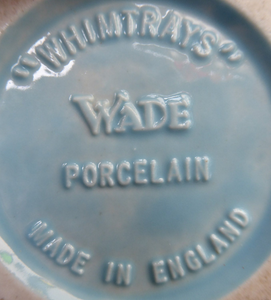 "WHIMTRAYS"
WADE
PORCELAIN
MADE IN ENGLAND